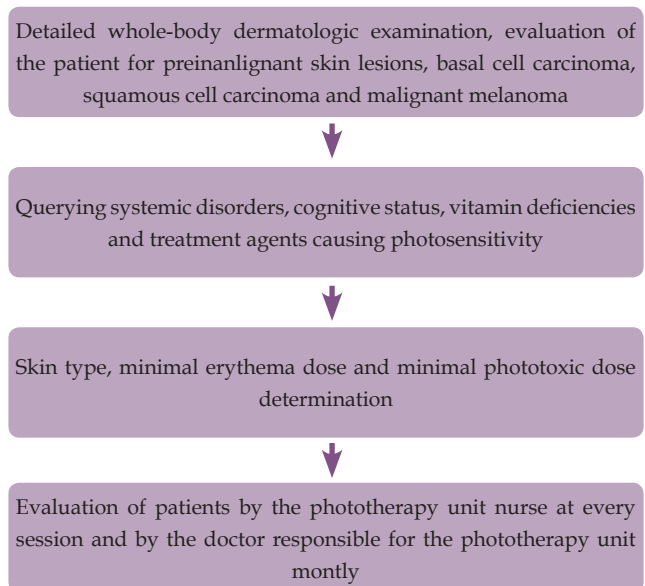 Detailed whole-body dermatologic examination, evaluation of
the patient for preinanlignant skin lesions, basal cell carcinoma,
squamous cell carcinoma and malignant melanoma
Querying systemic disorders, cognitive status, vitamin deficiencies
and treatment agents causing photosensitivity
Skin type, minimal erythema dose and minimal phototoxic dose
determination
Evaluation of patients by the phototherapy unit nurse at every
session and by the doctor responsible for the phototherapy unit
montly